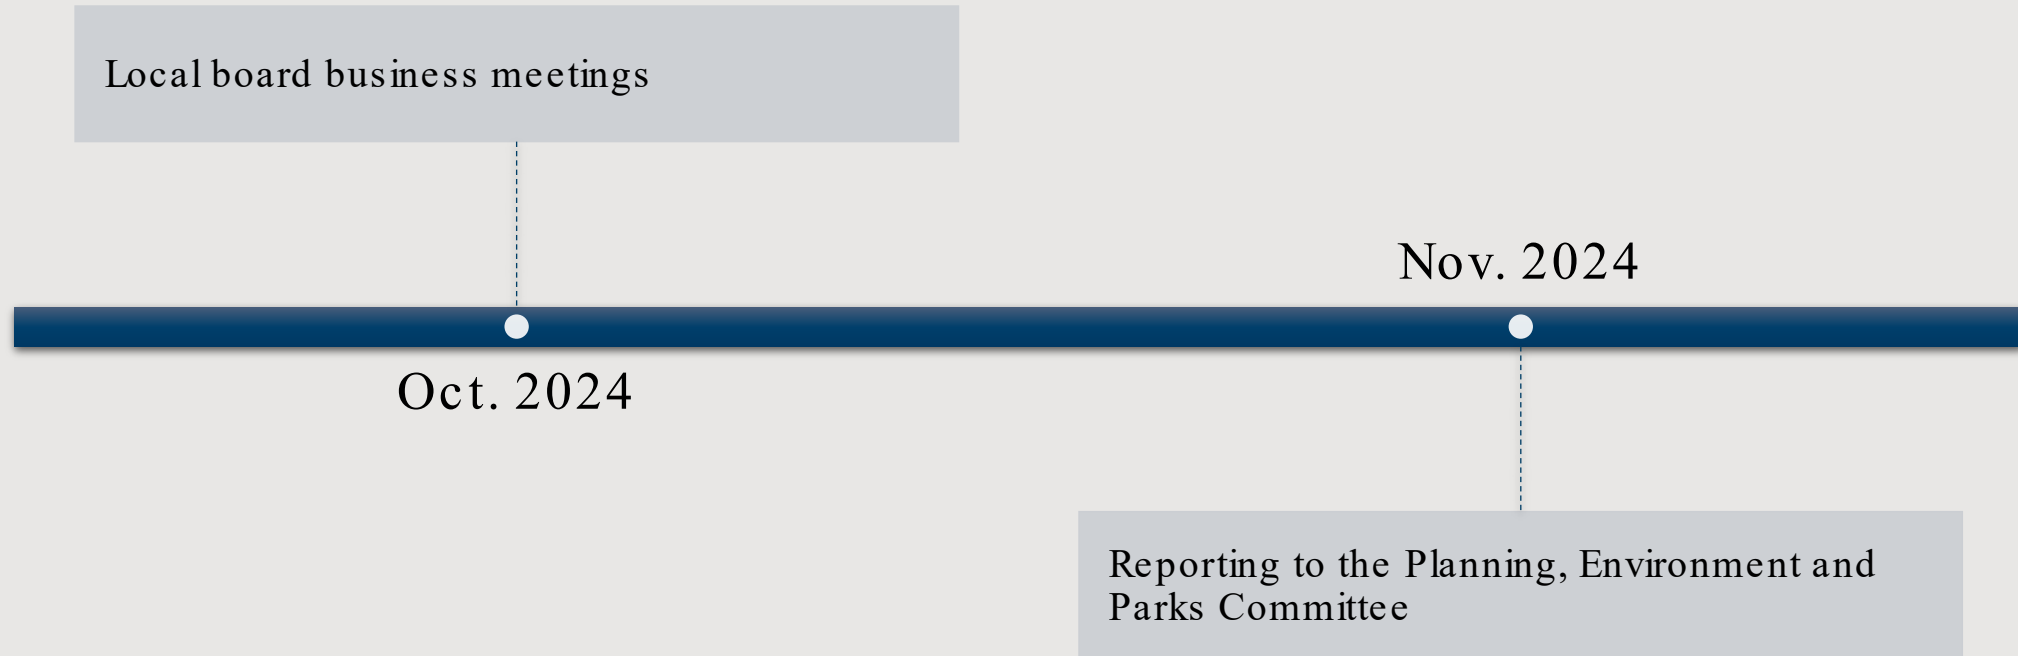 Local board business meetings
Nov. 2024
Oct. 2024
Reporting to the Planning, Environment and
Parks Committee